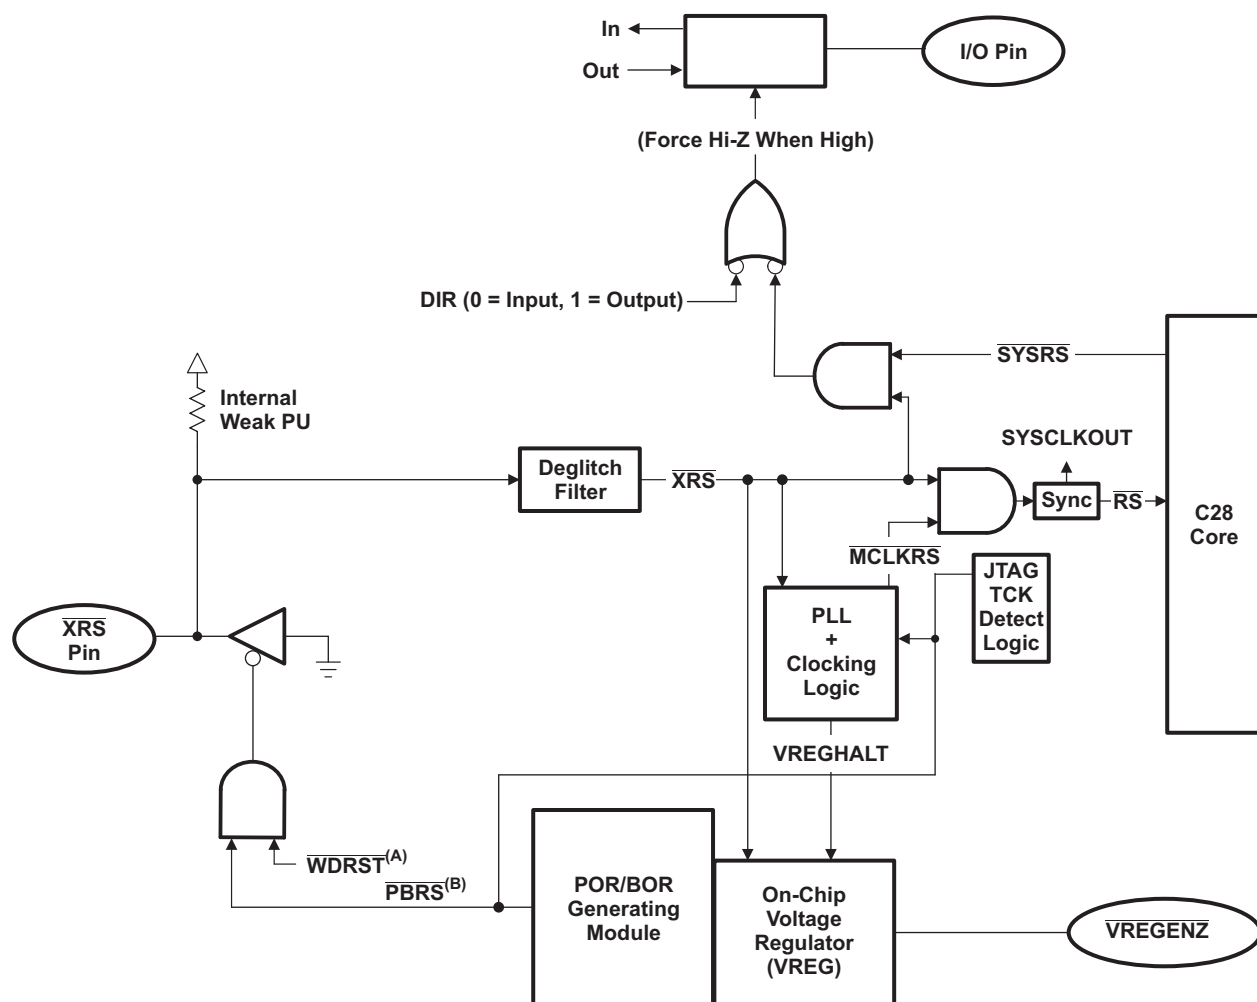 In
Out
I/O Pin
(Force Hi-Z When High)
DIR (0 = Input, 1 = Output)
SYSRS
Internal
Weak PU
SYSCLKOUT
Deglitch
Filter
XRS
Sync
RS
C28
Core
MCLKRS
JTAG
TCK
Detect
Logic
XRS
Pin
PLL
+
Clocking
Logic
VREGHALT
WDRST(A)
PBRS(B)
POR/BOR
Generating
Module
On-Chip
Voltage
Regulator
(VREG)
VREGENZ